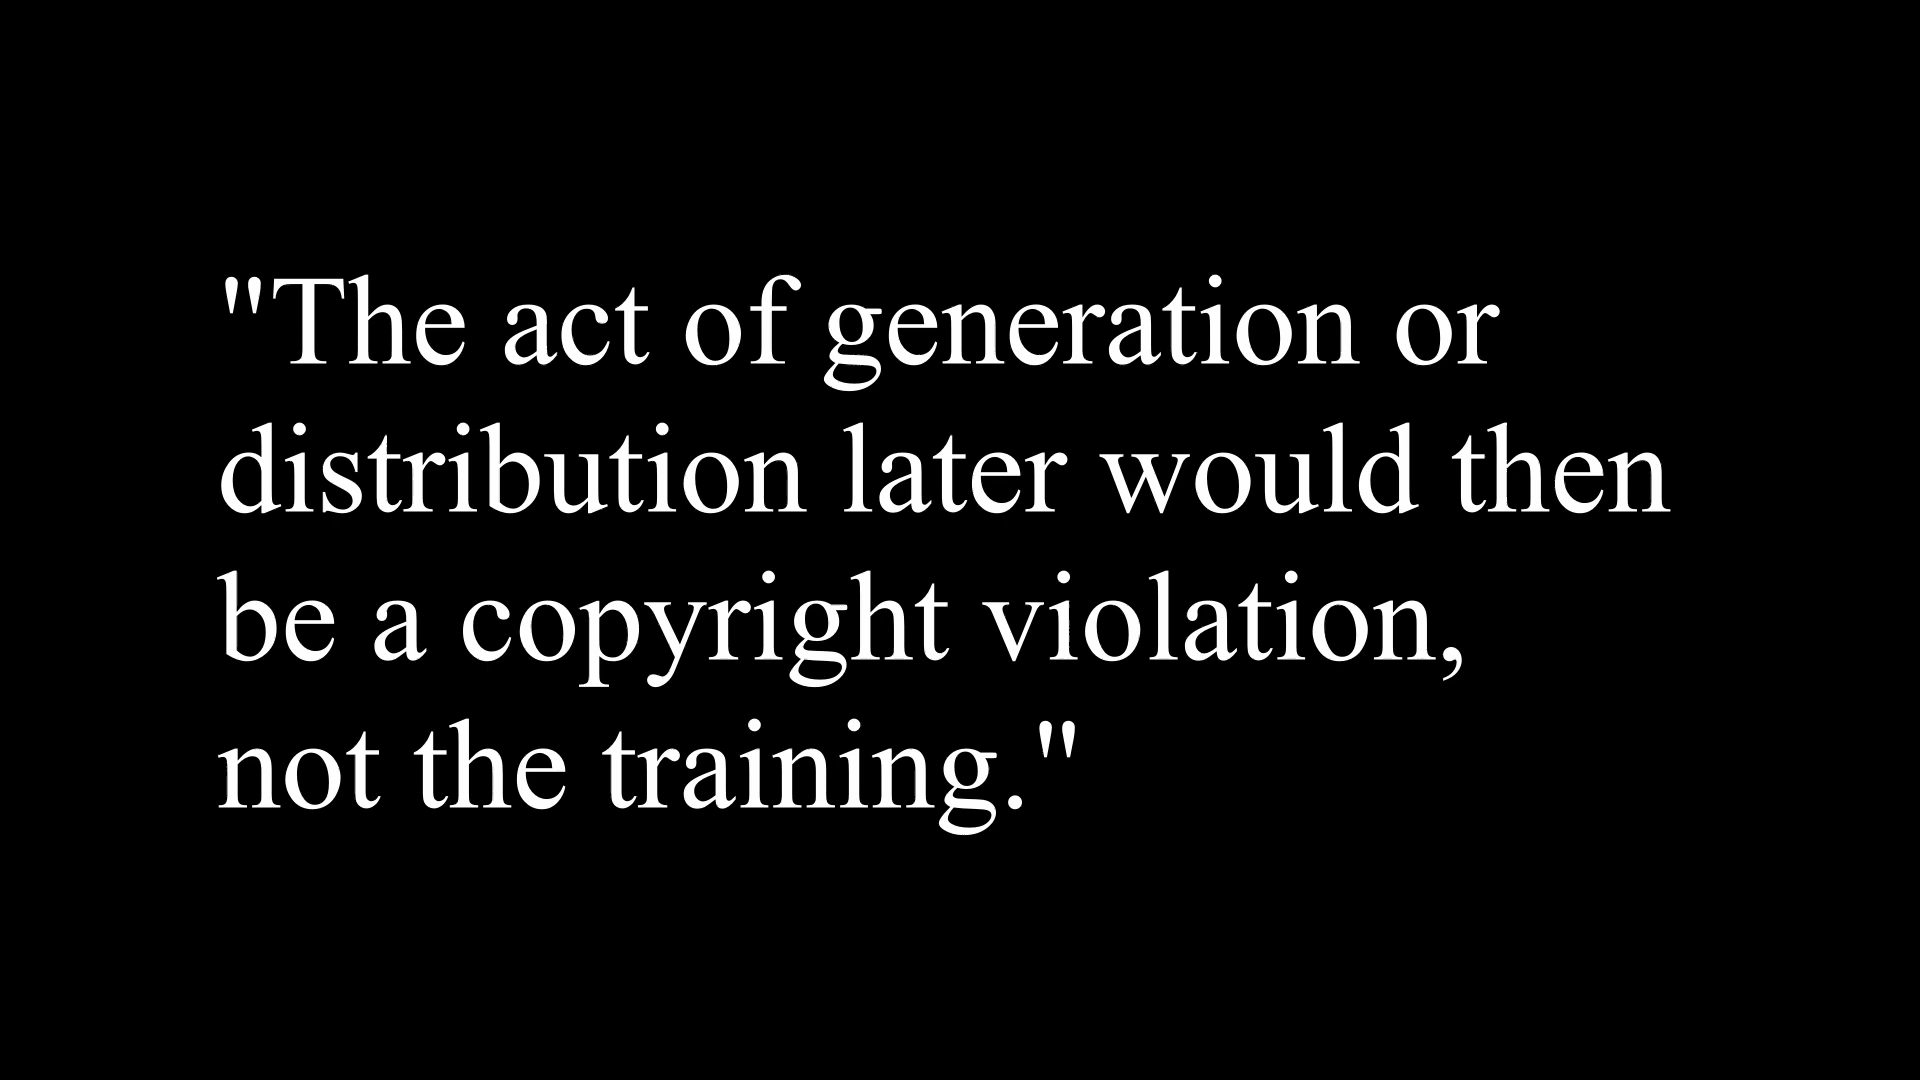 "The act of generation or
distribution later would then
be a copyright violation,
not the training."